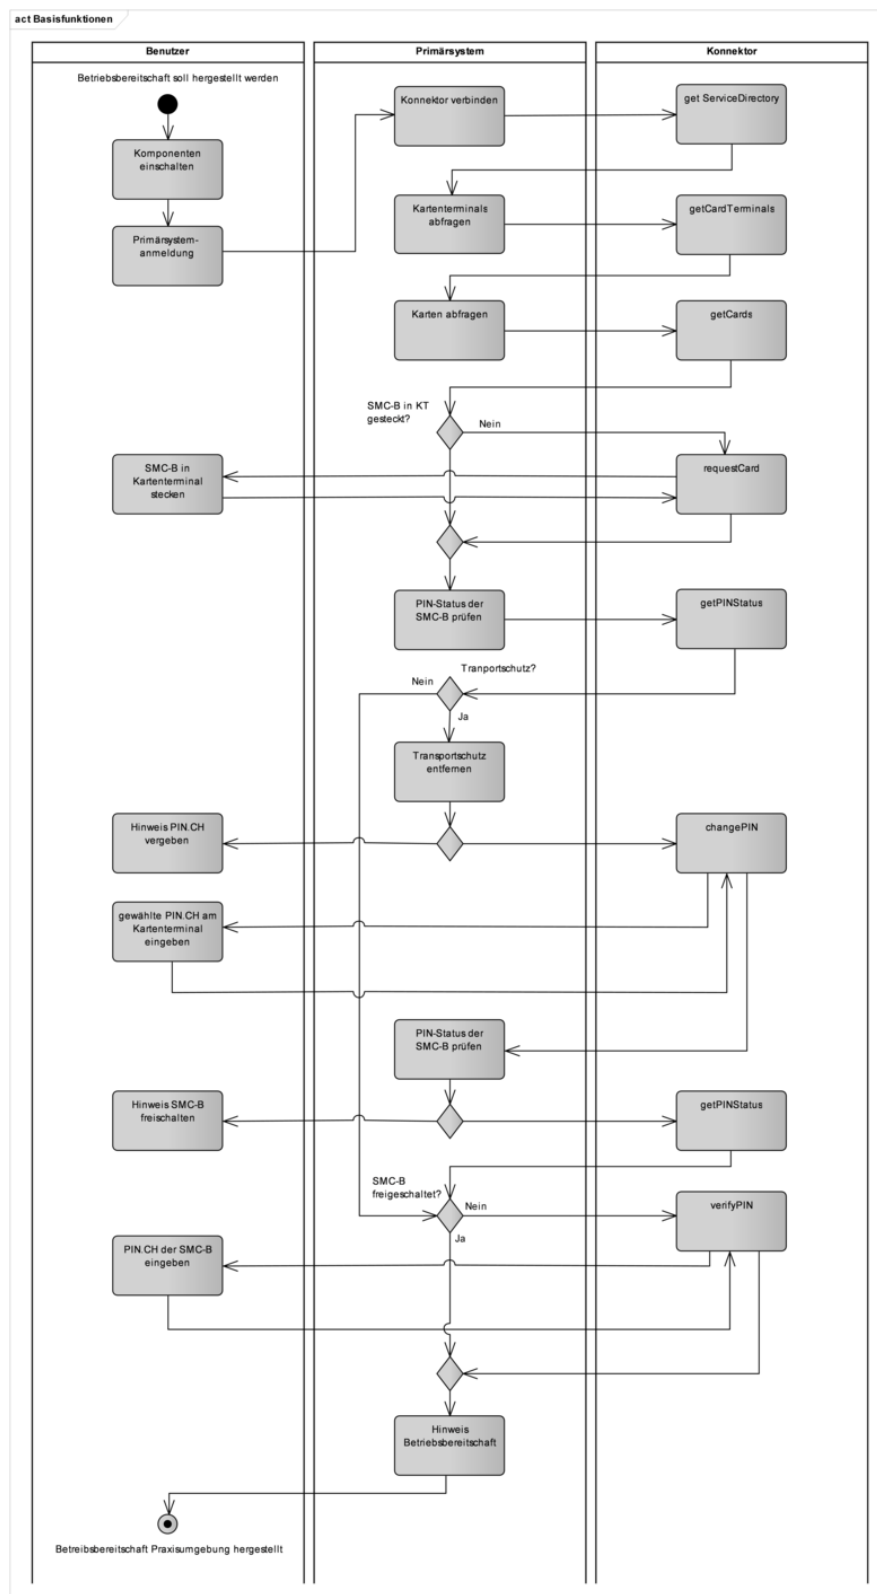 act Basisfunktionen
Benutzer
Primärsystem
Konnektor
Betriebsbereitschaft soll hergestellt werden
Konnektor verbinden
get ServiceDirectory
Komponenten
einschalten
Kartenterminals
abfragen
getCardTerminals
Primärsystem-
anmeldung
Karten abfragen
getCards
SMC-B in KT
gesteckt?
Nein
SMC-B in
Kartenterminal
stecken
requestCard
PIN-Status der
SMC-B prüfen
getPINStatus
Tranportschutz?
Nein
Ja
Transportschutz
entfernen
Hinweis PIN.CH
vergeben
changePIN
gewählte PIN.CH am
Kartenterminal
eingeben
PIN-Status der
SMC-B prüfen
Hinweis SMC-B
freischalten
getPINStatus
SMC-B
freigeschaltet?
Nein
verifyPIN
Ja
PIN.CH der SMC-B
eingeben
Hinweis
Betriebsbereitschaft
Betreibsbereitschaft Praxisumgebung hergestellt